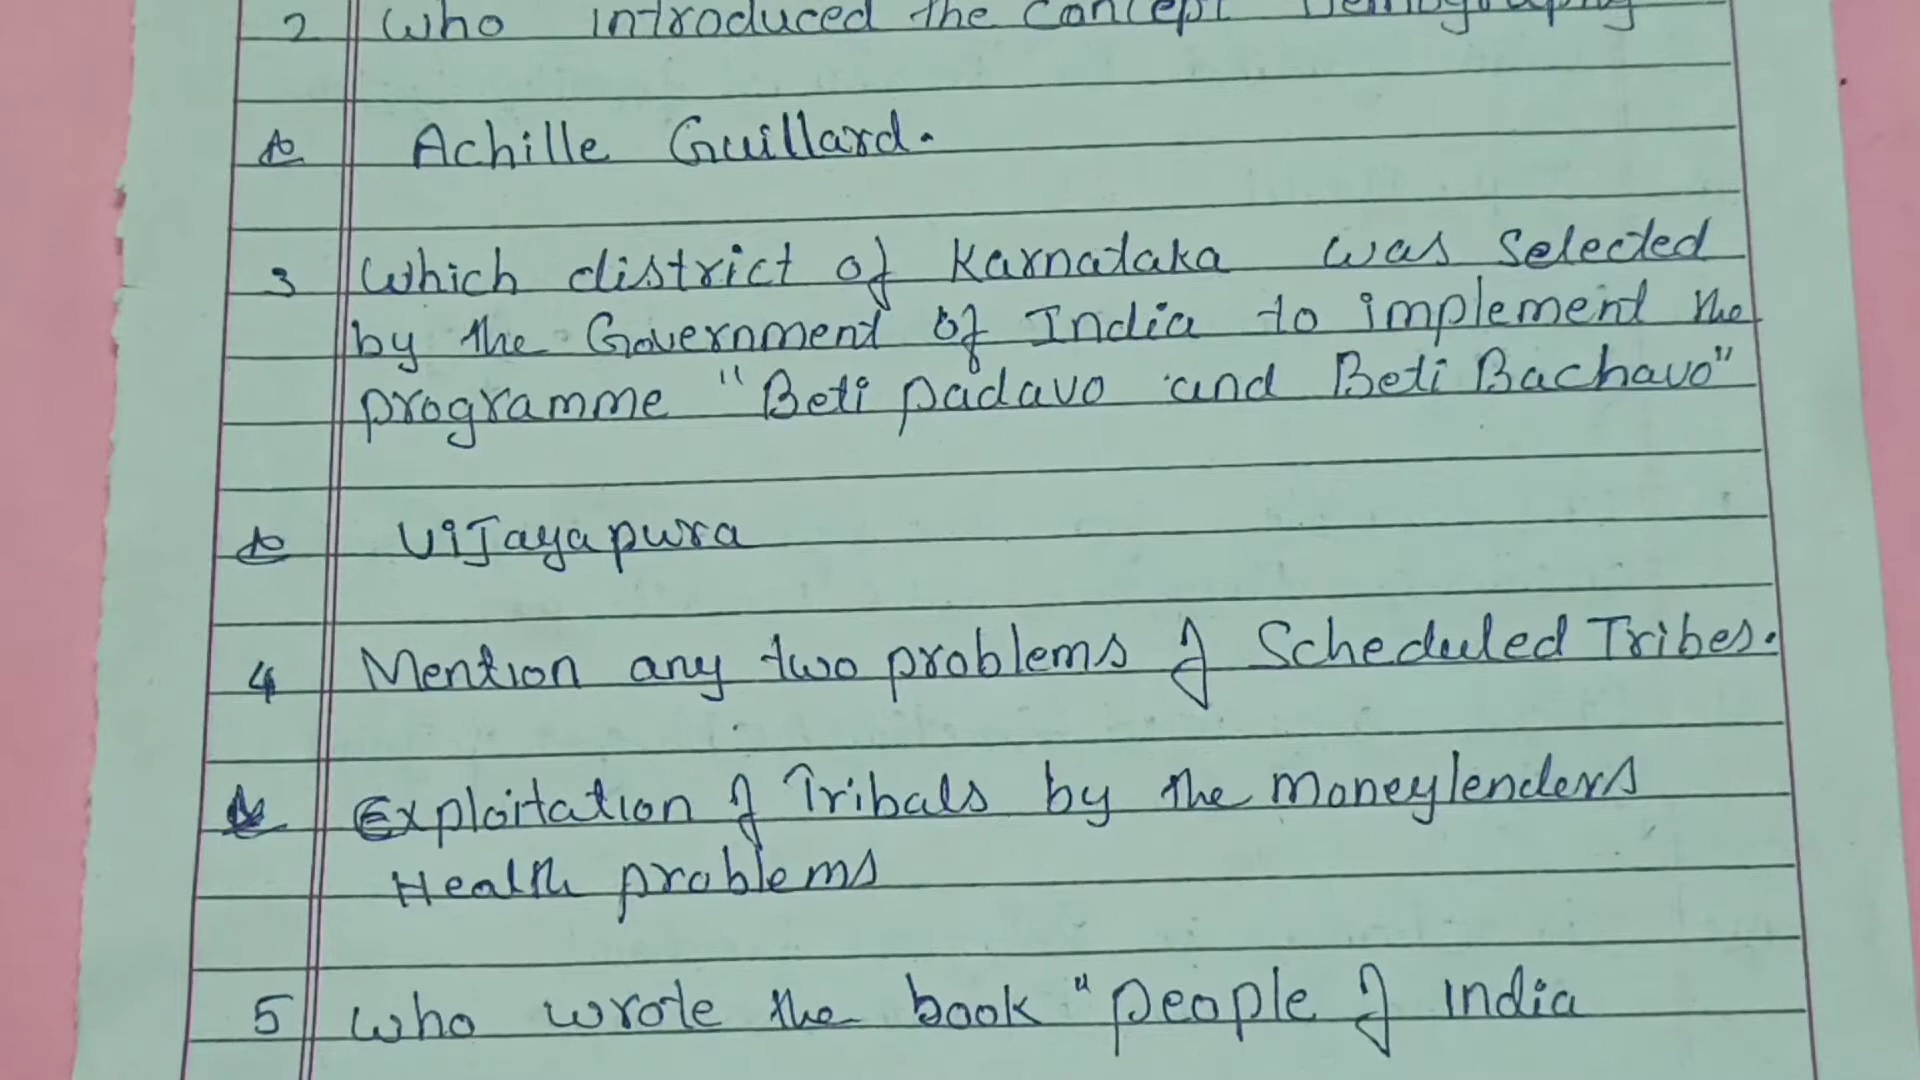 2 Who introduced the Concept Demography
A Achille Guillard.
3 Which district of Karnataka was Selected
by the Government of India to implement the
programme "Beti padavo and Beti Bachavo"
A Vijayapura
4 Mention any two problems of Scheduled Tribes.
A Exploitation of Tribals by the moneylenders
Health problems
5 Who wrote the book "people of india